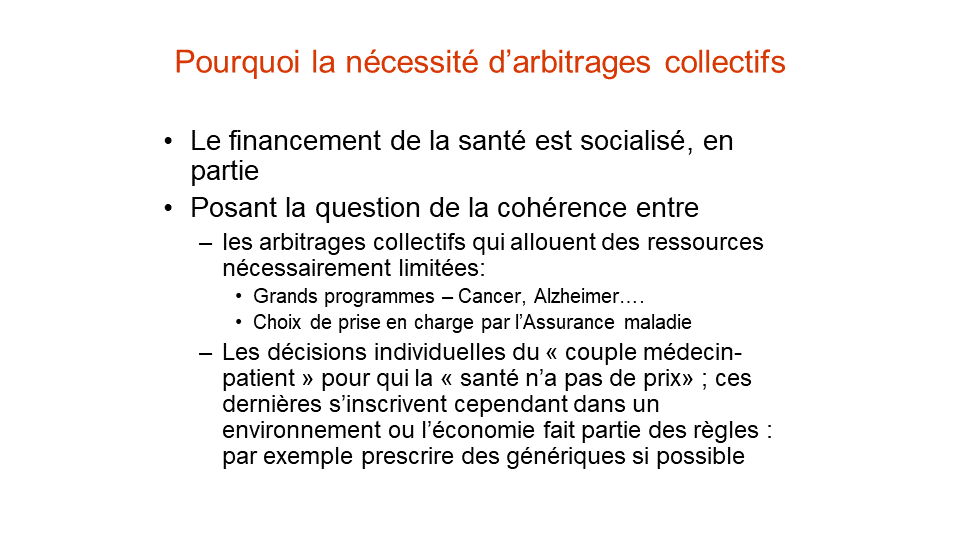 Pourquoi la nécessité d’arbitrages collectifs
• Le financement de la santé est socialisé, en
partie
• Posant la question de la cohérence entre
– les arbitrages collectifs qui allouent des ressources
nécessairement limitées:
• Grands programmes – Cancer, Alzheimer….
• Choix de prise en charge par l’Assurance maladie
– Les décisions individuelles du « couple médecin-
patient » pour qui la « santé n’a pas de prix» ; ces
dernières s’inscrivent cependant dans un
environnement ou l’économie fait partie des règles :
par exemple prescrire des génériques si possible